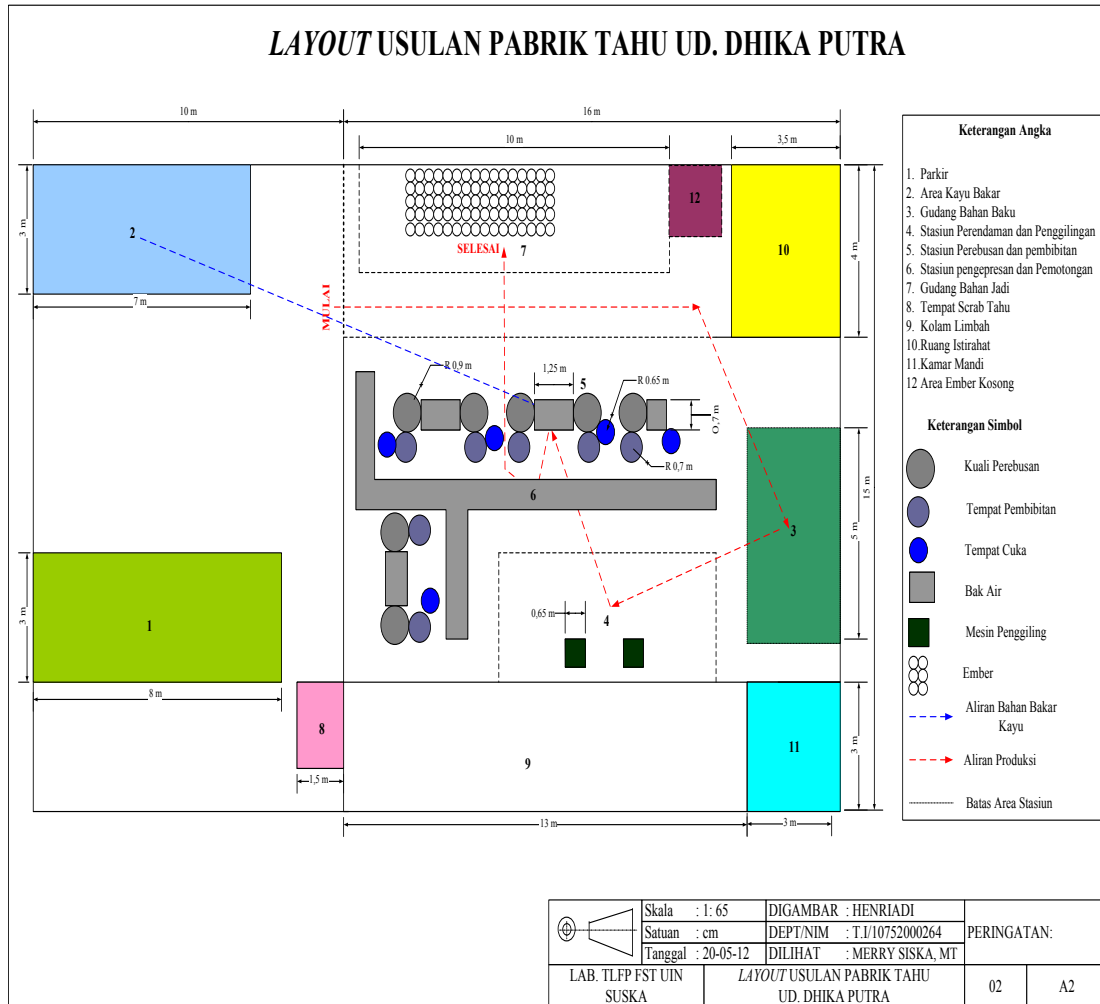 LAYOUT USULAN PABRIK TAHU UD. DHIKA PUTRA
10 m
16 m
10 m
3,5 m
3 m
2
7 m
12
10
4 m
SELESAI
7
MULAI
R 0,9 m
1,25 m
5
R 0.65 m
0,7 m
R 0,7 m
6
3
5 m
15 m
1
3 m
8 m
0,65 m
4
8
1,5 m
9
11
3 m
13 m
3 m
Keterangan Angka
1. Parkir
2. Area Kayu Bakar
3. Gudang Bahan Baku
4. Stasiun Perendaman dan Penggilingan
5. Stasiun Perebusan dan pembibitan
6. Stasiun pengepresan dan Pemotongan
7. Gudang Bahan Jadi
8. Tempat Scrab Tahu
9. Kolam Limbah
10.Ruang Istirahat
11.Kamar Mandi
12 Area Ember Kosong
Keterangan Simbol
Kuali Perebusan
Tempat Pembibitan
Tempat Cuka
Bak Air
Mesin Penggiling
Ember
Aliran Bahan Bakar
Kayu
Aliran Produksi
Batas Area Stasiun
Skala : 1: 65
Satuan : cm
Tanggal : 20-05-12
DIGAMBAR : HENRIADI
DEPT/NIM : T.I/10752000264
DILIHAT : MERRY SISKA, MT
PERINGATAN:
LAB. TLFP FST UIN
SUSKA
LAYOUT USULAN PABRIK TAHU
UD. DHIKA PUTRA
02
A2